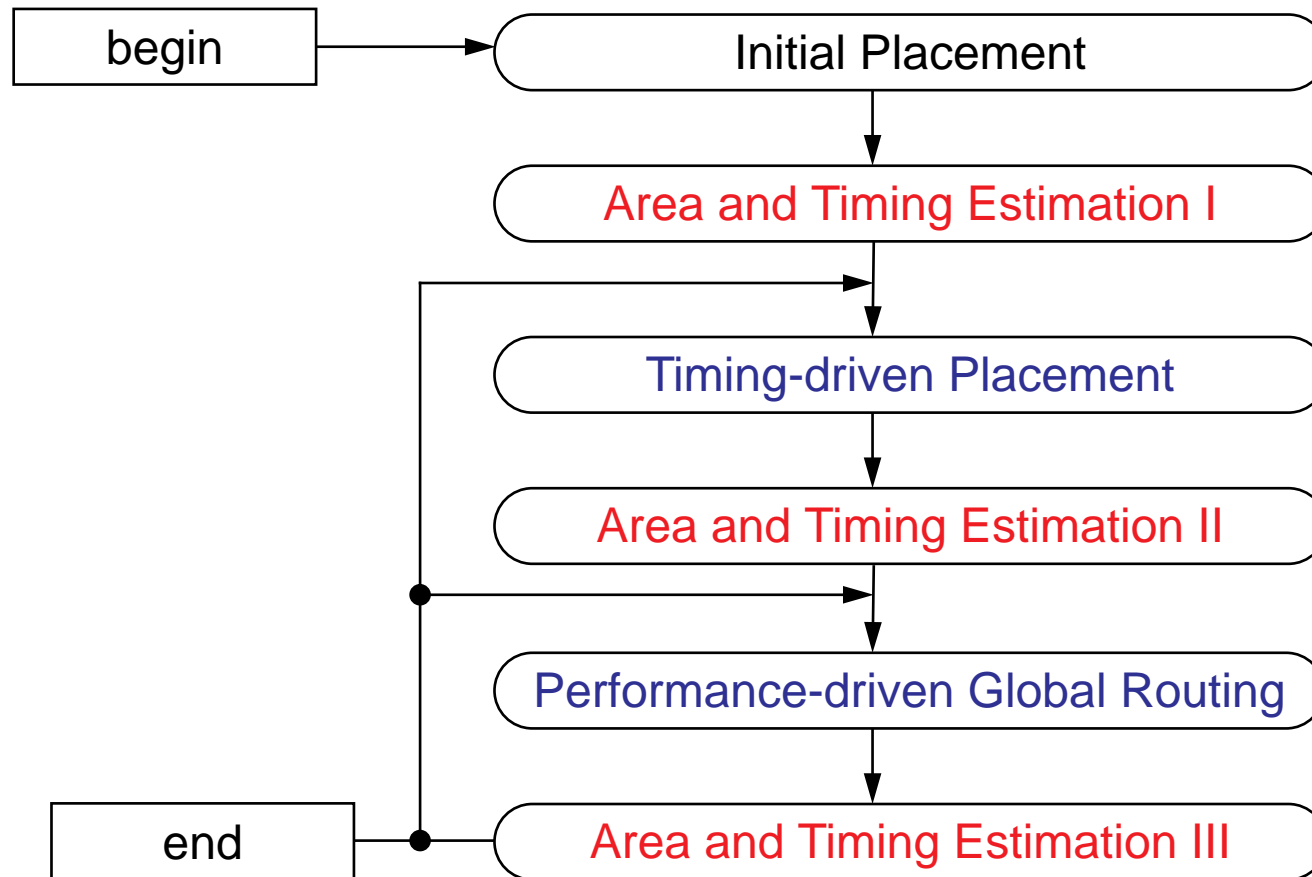 begin
Initial Placement
Area and Timing Estimation I
Timing-driven Placement
Area and Timing Estimation II
Performance-driven Global Routing
end
Area and Timing Estimation III